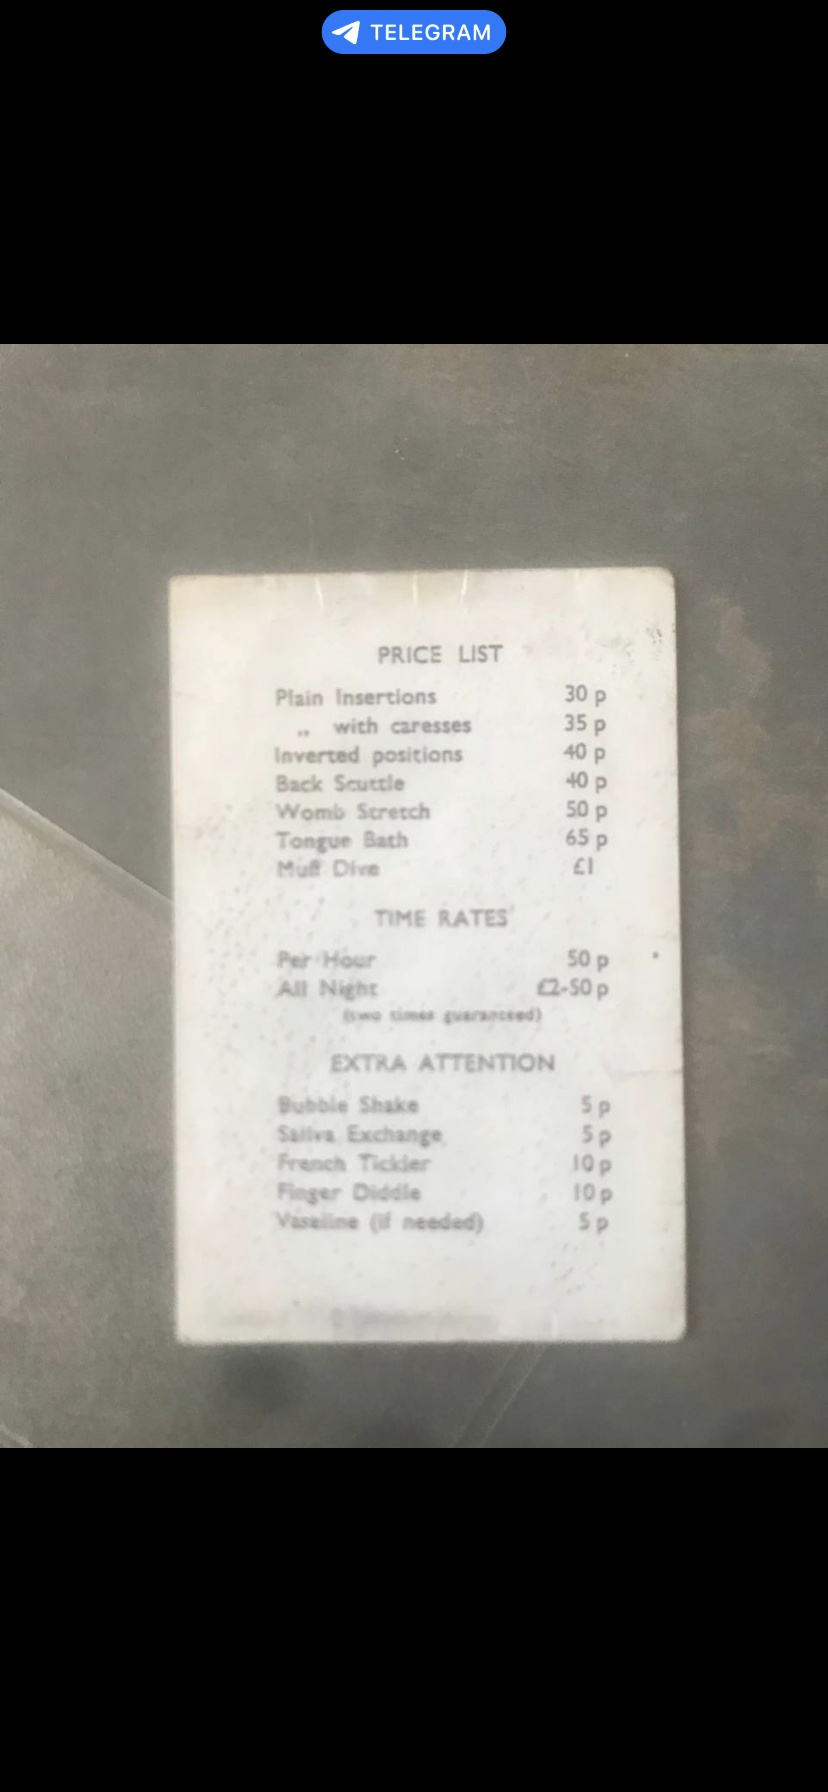 TELEGRAM
PRICE LIST
Plain Insertions 30 p
,, with caresses 35 p
Inverted positions 40 p
Back Scuttle 40 p
Womb Stretch 50 p
Tongue Bath 65 p
Muff Dive £1
TIME RATES
Per Hour 50 p
All Night £2-50 p
(two times guaranteed)
EXTRA ATTENTION
Bubble Shake 5 p
Saliva Exchange 5 p
French Tickler 10 p
Finger Diddle 10 p
Vaseline (if needed) 5 p